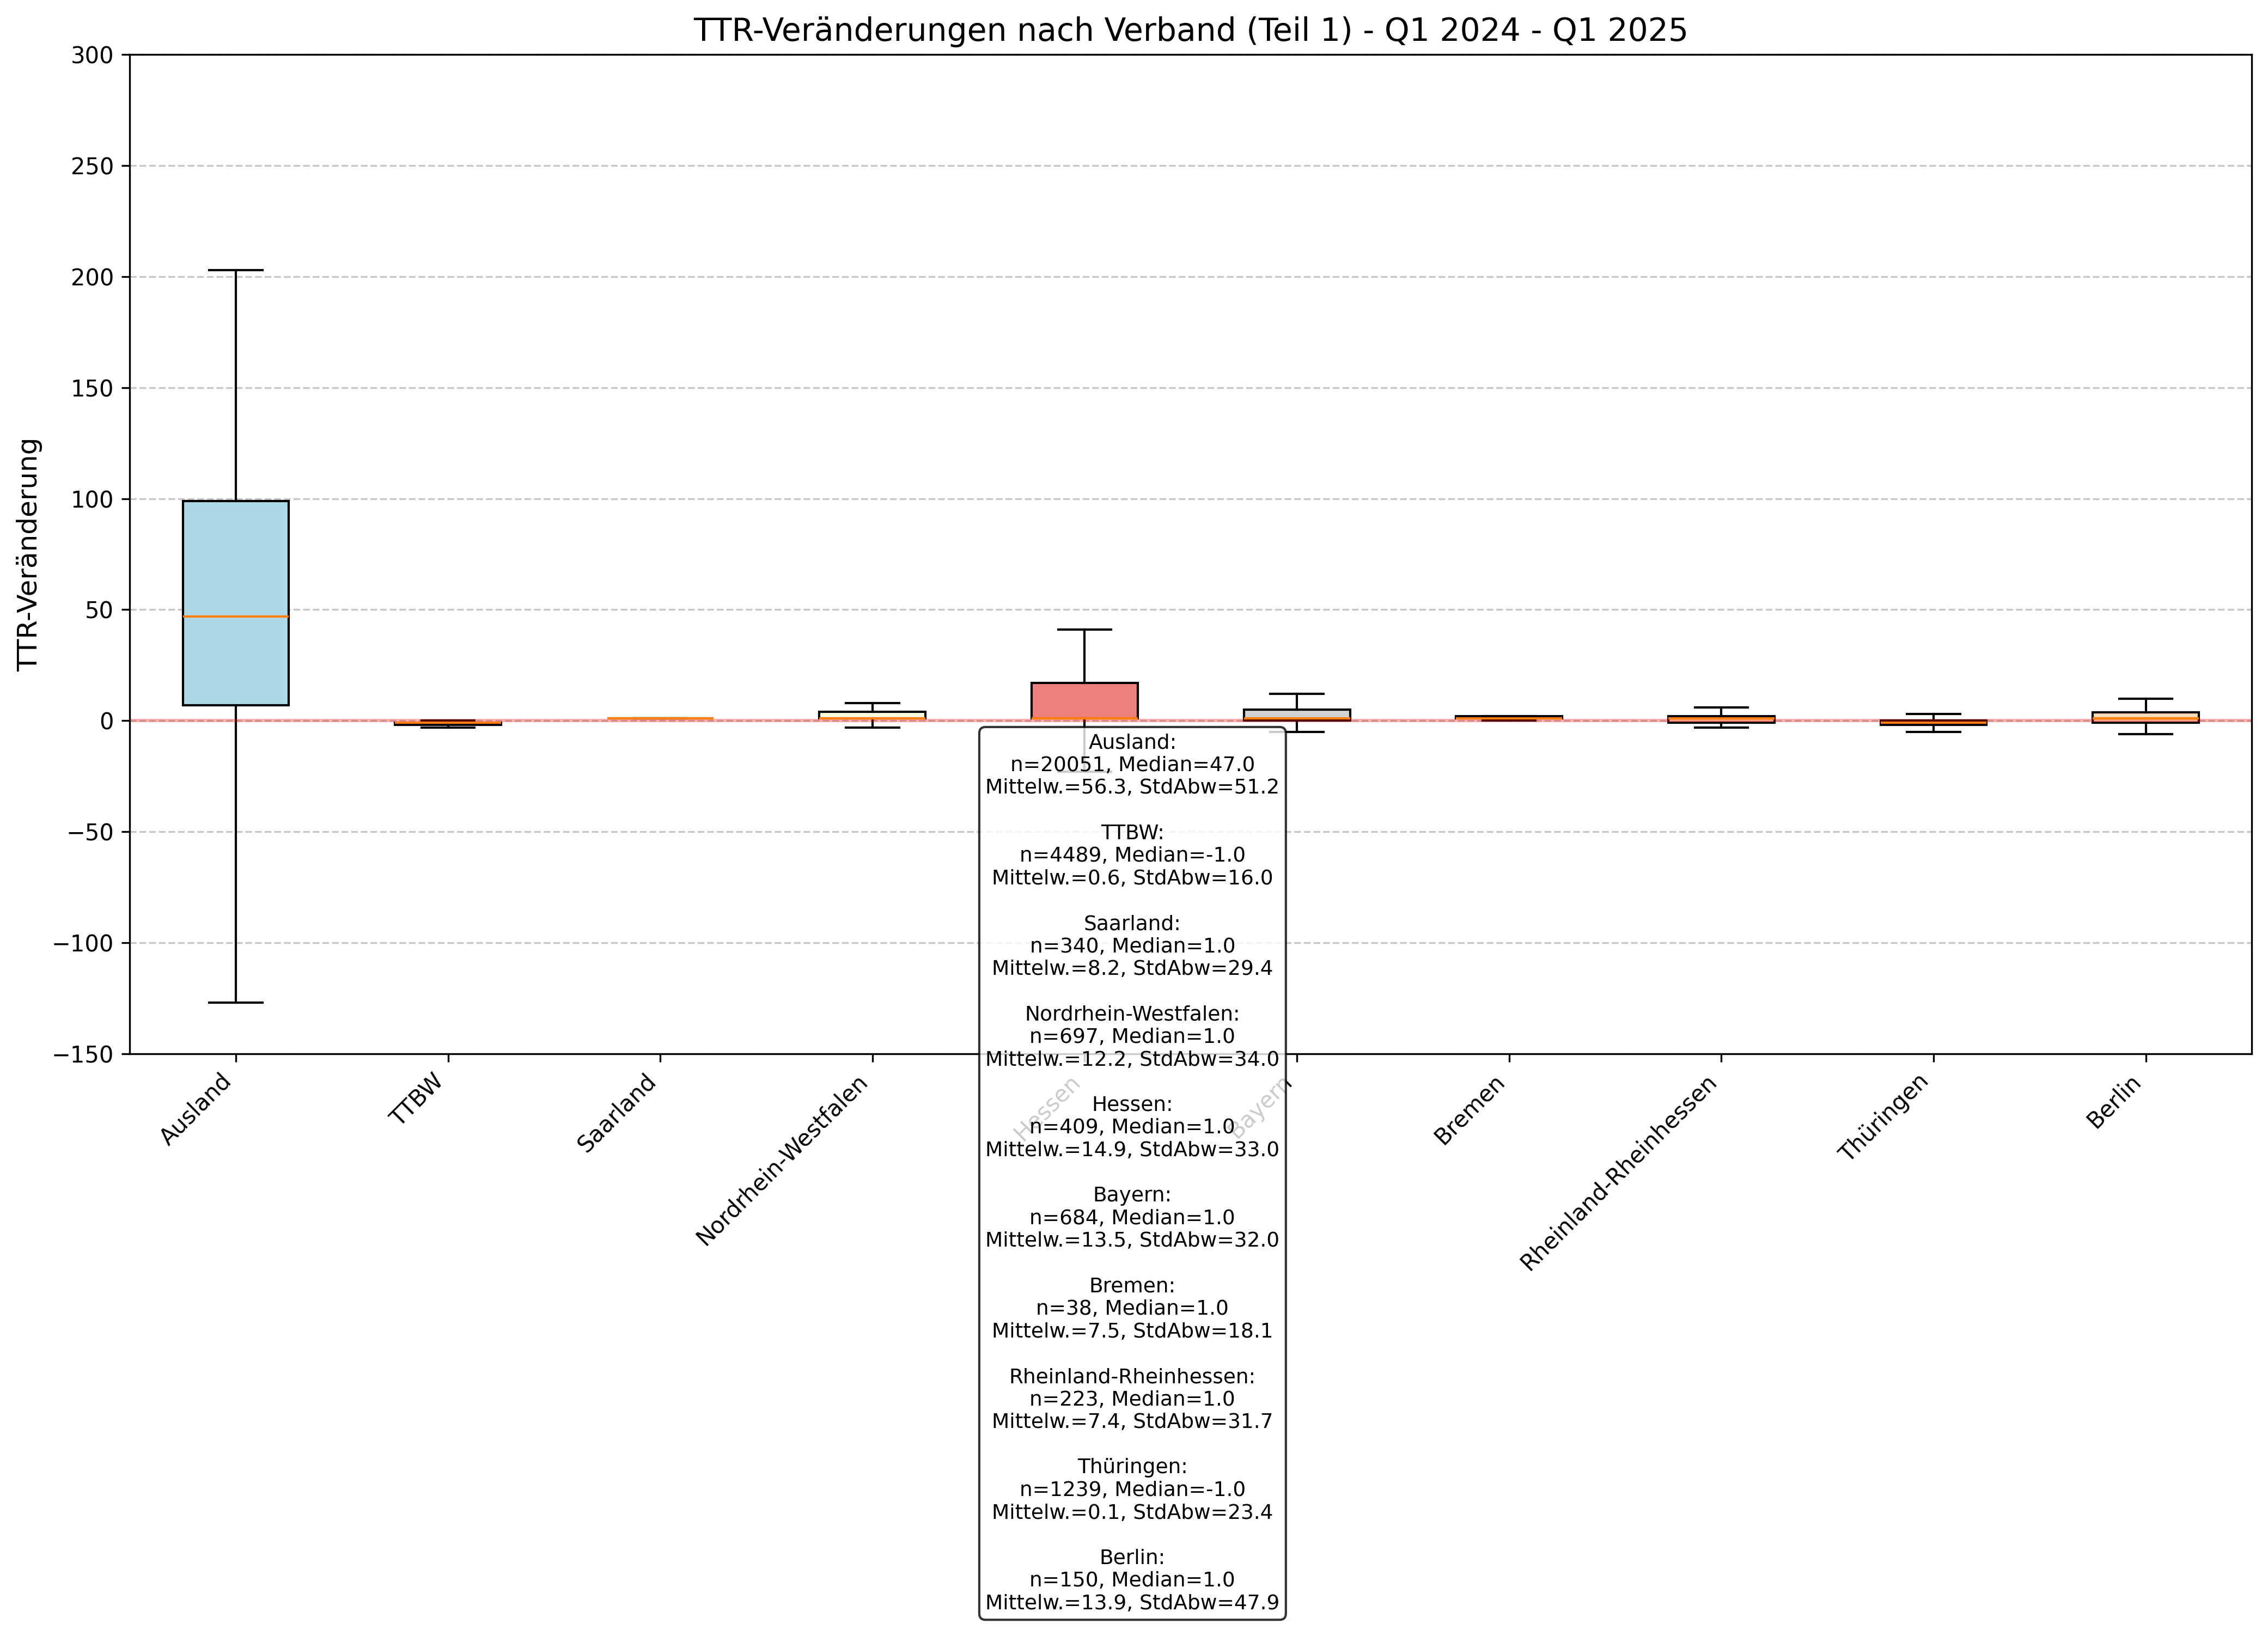 TTR-Veränderungen nach Verband (Teil 1) - Q1 2024 - Q1 2025
TTR-Veränderung
300
250
200
150
100
50
0
−50
−100
−150
Ausland
TTBW
Saarland
Nordrhein-Westfalen
Hessen
Bayern
Bremen
Rheinland-Rheinhessen
Thüringen
Berlin
Ausland:
n=20051, Median=47.0
Mittelw.=56.3, StdAbw=51.2
TTBW:
n=4489, Median=-1.0
Mittelw.=0.6, StdAbw=16.0
Saarland:
n=340, Median=1.0
Mittelw.=8.2, StdAbw=29.4
Nordrhein-Westfalen:
n=697, Median=1.0
Mittelw.=12.2, StdAbw=34.0
Hessen:
n=409, Median=1.0
Mittelw.=14.9, StdAbw=33.0
Bayern:
n=684, Median=1.0
Mittelw.=13.5, StdAbw=32.0
Bremen:
n=38, Median=1.0
Mittelw.=7.5, StdAbw=18.1
Rheinland-Rheinhessen:
n=223, Median=1.0
Mittelw.=7.4, StdAbw=31.7
Thüringen:
n=1239, Median=-1.0
Mittelw.=0.1, StdAbw=23.4
Berlin:
n=150, Median=1.0
Mittelw.=13.9, StdAbw=47.9